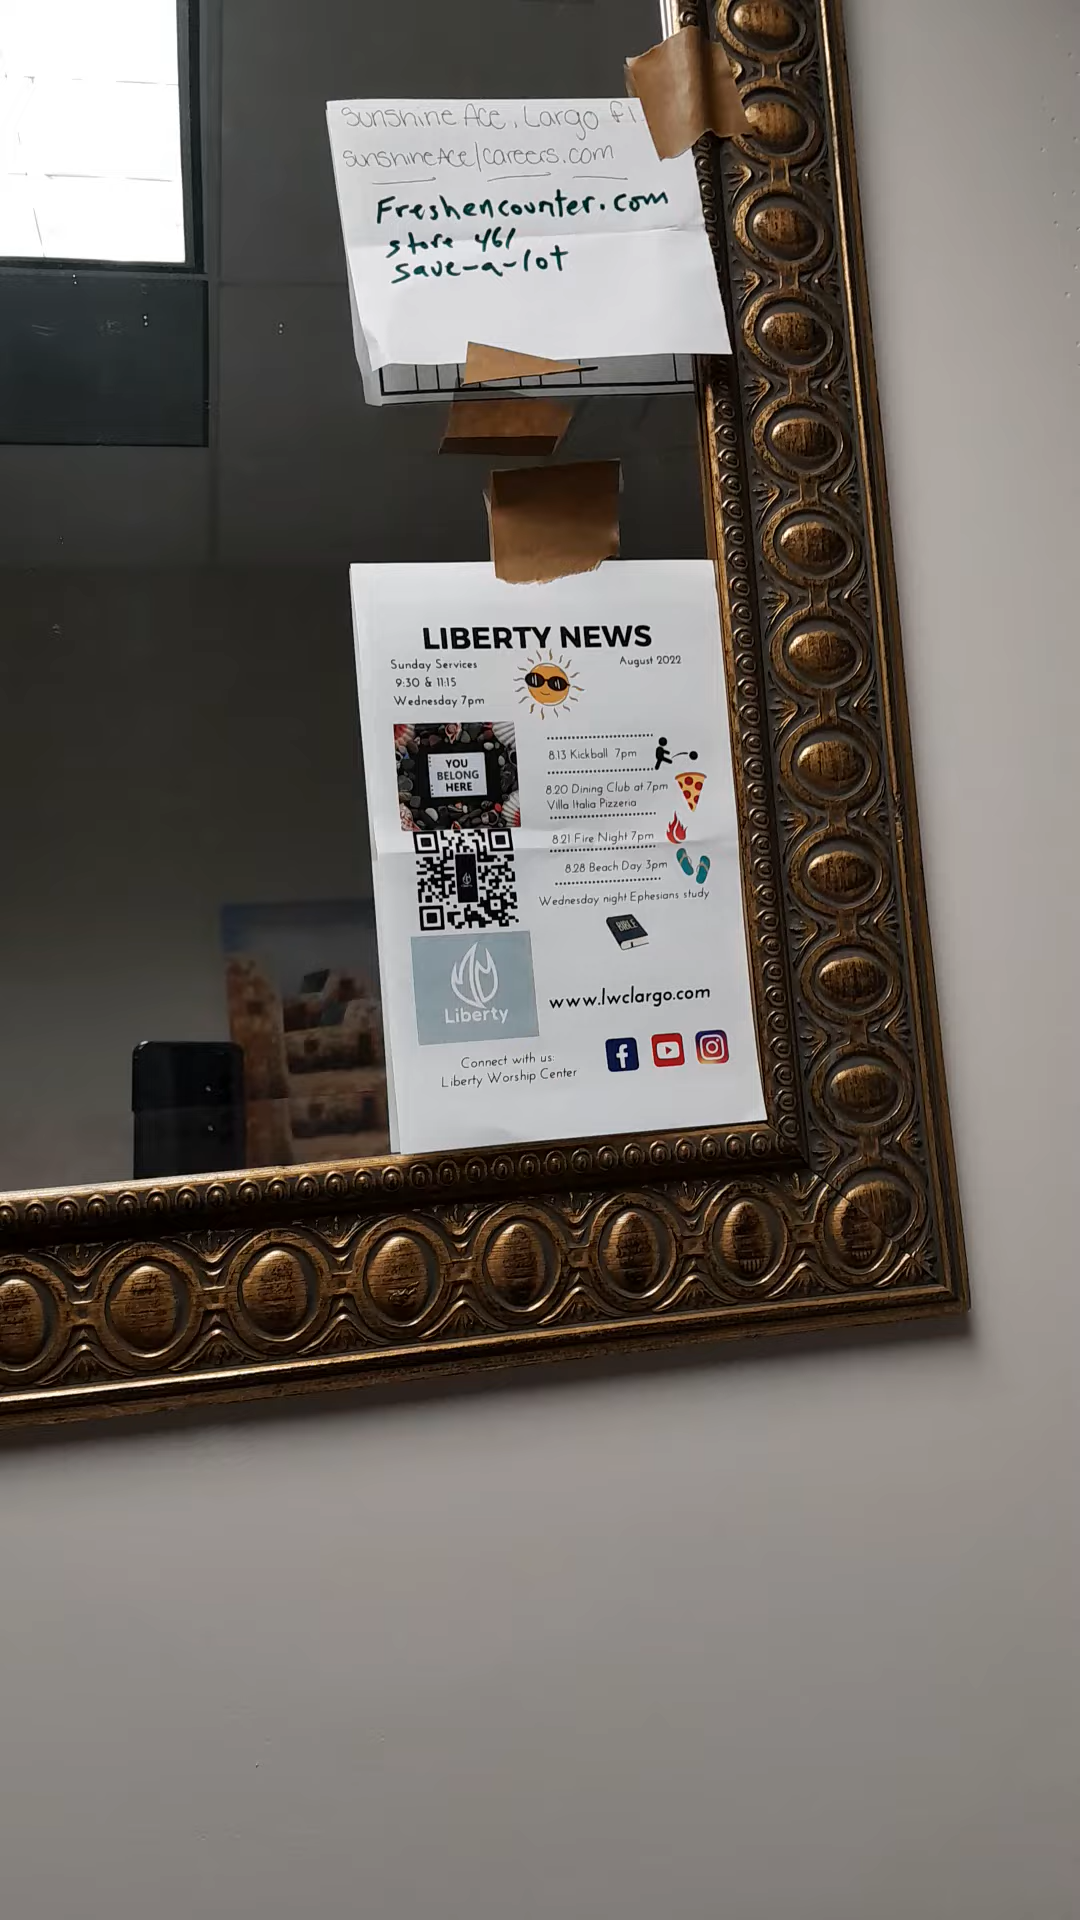 Sunshine Ace, Largo Fl.
SunshineAce/careers.com
Freshencounter.com
store 461
save-a-lot
LIBERTY NEWS
Sunday Services
9:30 & 11:15
Wednesday 7pm
August 2022
YOU
BELONG
HERE
8.13 Kickball 7pm
8.20 Dining Club at 7pm
Villa Italia Pizzeria
8.21 Fire Night 7pm
8.28 Beach Day 3pm
Wednesday night Ephesians study
BIBLE
Liberty
www.lwclargo.com
Connect with us:
Liberty Worship Center